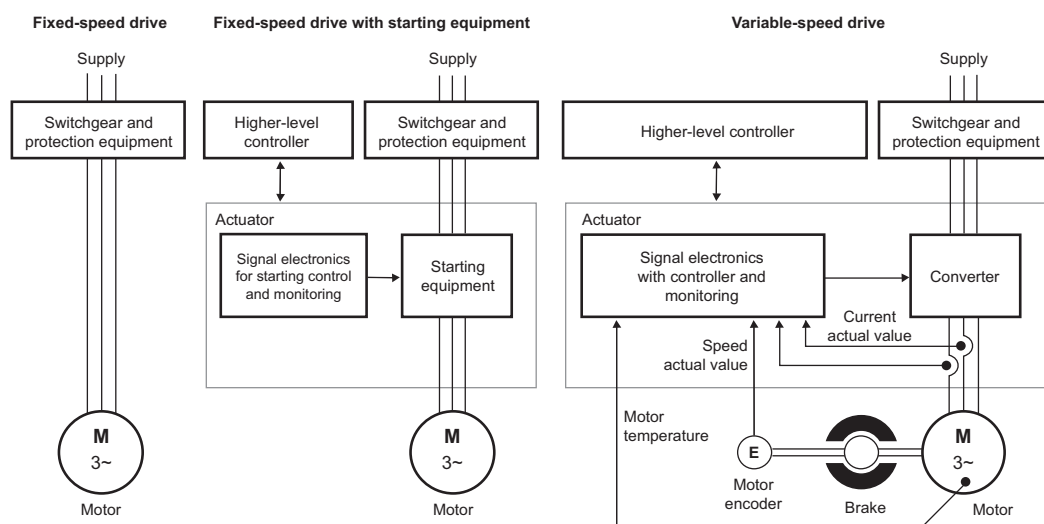 Fixed-speed drive
Supply
Switchgear and
protection equipment
M
3~
Motor
Fixed-speed drive with starting equipment
Supply
Higher-level
controller
Switchgear and
protection equipment
Actuator
Signal electronics
for starting control
and monitoring
Starting
equipment
M
3~
Motor
Variable-speed drive
Supply
Higher-level controller
Switchgear and
protection equipment
Actuator
Signal electronics
with controller and
monitoring
Converter
Current
actual value
Speed
actual value
Motor
temperature
E
Motor
encoder
Brake
M
3~
Motor